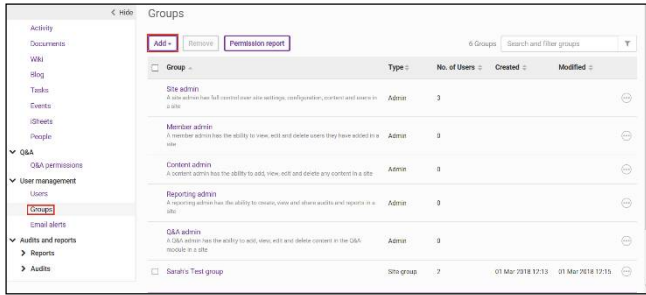 < Hide
Groups
Activity
Documents
Wiki
Blog
Tasks
Events
iSheets
People
Q&A
Q&A permissions
User management
Users
Groups
Email alerts
Audits and reports
Reports
Audits
Add
Remove
Permission report
6 Groups
Search and filter groups
Group
Type
No. of Users
Created
Modified
Site admin
A site admin has full control over site settings, configuration, content and users in
a site
Admin
3
Member admin
A member admin has the ability to view, edit and delete users they have added in a
site
Admin
0
Content admin
A content admin has the ability to add, view, edit and delete any content in a site
Admin
0
Reporting admin
A reporting admin has the ability to create, view and share audits and reports in a
site
Admin
0
Q&A admin
A Q&A admin has the ability to add, view, edit and delete content in the Q&A
module in a site
Admin
0
Sarah's Test group
Site group
2
01 Mar 2018 12:13
01 Mar 2018 12:15